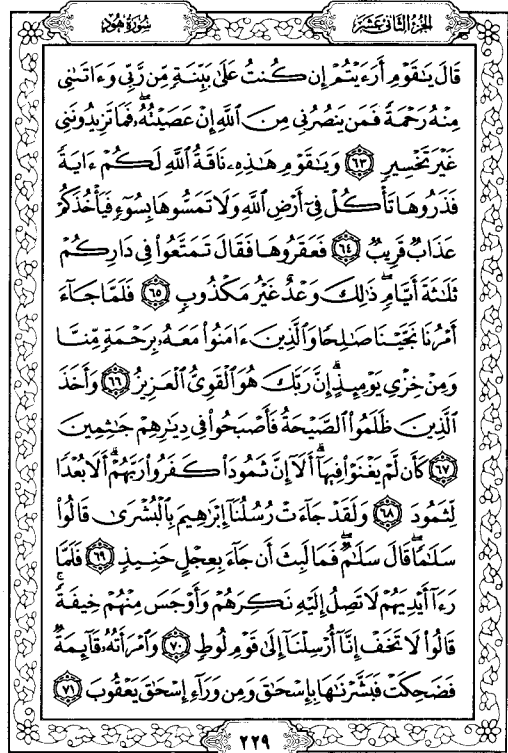 الجزء الثاني عشر
سورة هود
قَالَ يَـٰقَوْمِ أَرَءَيْتُمْ إِن كُنتُ عَلَىٰ بَيِّنَةٍ مِّن رَّبِّي وَءَاتَىٰنِي
مِنْهُ رَحْمَةً فَمَن يَنصُرُنِي مِنَ ٱللَّهِ إِنْ عَصَيْتُهُۥۖ فَمَا تَزِيدُونَنِي
غَيْرَ تَخْسِيرٍ ﴿٦٣﴾ وَيَـٰقَوْمِ هَـٰذِهِۦ نَاقَةُ ٱللَّهِ لَكُمْ ءَايَةً
فَذَرُوهَا تَأْكُلْ فِىٓ أَرْضِ ٱللَّهِ وَلَا تَمَسُّوهَا بِسُوٓءٍ فَيَأْخُذَكُمْ
عَذَابٌ قَرِيبٌ ﴿٦٤﴾ فَعَقَرُوهَا فَقَالَ تَمَتَّعُوا۟ فِى دَارِكُمْ
ثَلَـٰثَةَ أَيَّامٍۖ ذَٰلِكَ وَعْدٌ غَيْرُ مَكْذُوبٍ ﴿٦٥﴾ فَلَمَّا جَآءَ
أَمْرُنَا نَجَّيْنَا صَـٰلِحًا وَٱلَّذِينَ ءَامَنُوا۟ مَعَهُۥ بِرَحْمَةٍ مِّنَّا
وَمِنْ خِزْىِ يَوْمِئِذٍۗ إِنَّ رَبَّكَ هُوَ ٱلْقَوِىُّ ٱلْعَزِيزُ ﴿٦٦﴾ وَأَخَذَ
ٱلَّذِينَ ظَلَمُوا۟ ٱلصَّيْحَةُ فَأَصْبَحُوا۟ فِى دِيَـٰرِهِمْ جَـٰثِمِينَ
﴿٦٧﴾ كَأَن لَّمْ يَغْنَوْا۟ فِيهَآۗ أَلَآ إِنَّ ثَمُودَا۟ كَفَرُوا۟ رَبَّهُمْۗ أَلَا بُعْدًا
لِّثَمُودَ ﴿٦٨﴾ وَلَقَدْ جَآءَتْ رُسُلُنَآ إِبْرَٰهِيمَ بِٱلْبُشْرَىٰ قَالُوا۟
سَلَـٰمًاۖ قَالَ سَلَـٰمٌۖ فَمَا لَبِثَ أَن جَآءَ بِعِجْلٍ حَنِيذٍ ﴿٦٩﴾ فَلَمَّا
رَءَآ أَيْدِيَهُمْ لَا تَصِلُ إِلَيْهِ نَكِرَهُمْ وَأَوْجَسَ مِنْهُمْ خِيفَةًۚ
قَالُوا۟ لَا تَخَفْ إِنَّآ أُرْسِلْنَآ إِلَىٰ قَوْمِ لُوطٍ ﴿٧٠﴾ وَٱمْرَأَتُهُۥ قَآئِمَةٌ
فَضَحِكَتْ فَبَشَّرْنَـٰهَا بِإِسْحَـٰقَ وَمِن وَرَآءِ إِسْحَـٰقَ يَعْقُوبَ ﴿٧١﴾
٢٢٩